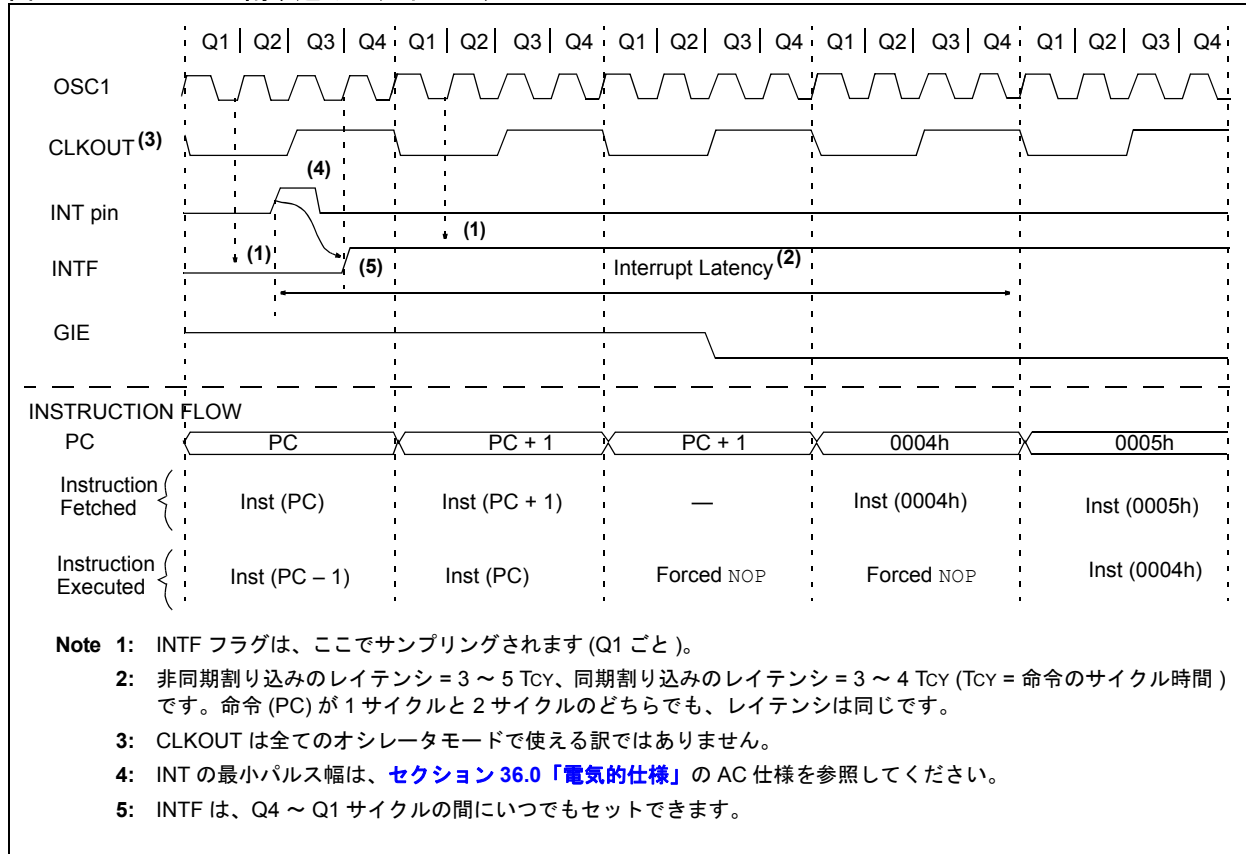 Q1 Q2 Q3 Q4 Q1 Q2 Q3 Q4 Q1 Q2 Q3 Q4 Q1 Q2 Q3 Q4 Q1 Q2 Q3 Q4
OSC1
CLKOUT (3)
(4)
INT pin
(1)
(1)
INTF
(5)
Interrupt Latency (2)
GIE
INSTRUCTION FLOW
PC PC PC + 1 PC + 1 0004h 0005h
Instruction
Fetched
Inst (PC) Inst (PC + 1) — Inst (0004h) Inst (0005h)
Instruction
Executed
Inst (PC – 1) Inst (PC) Forced NOP Forced NOP Inst (0004h)
Note 1: INTF フラグは、ここでサンプリングされます (Q1 ごと )。
2: 非同期割り込みのレイテンシ = 3 ～ 5 TCY、同期割り込みのレイテンシ = 3 ～ 4 TCY (TCY = 命令のサイクル時間 )
です。命令 (PC) が 1 サイクルと 2 サイクルのどちらでも、レイテンシは同じです。
3: CLKOUT は全てのオシレータモードで使える訳ではありません。
4: INT の最小パルス幅は、セクション 36.0「電気的仕様」の AC 仕様を参照してください。
5: INTF は、Q4 ～ Q1 サイクルの間にいつでもセットできます。